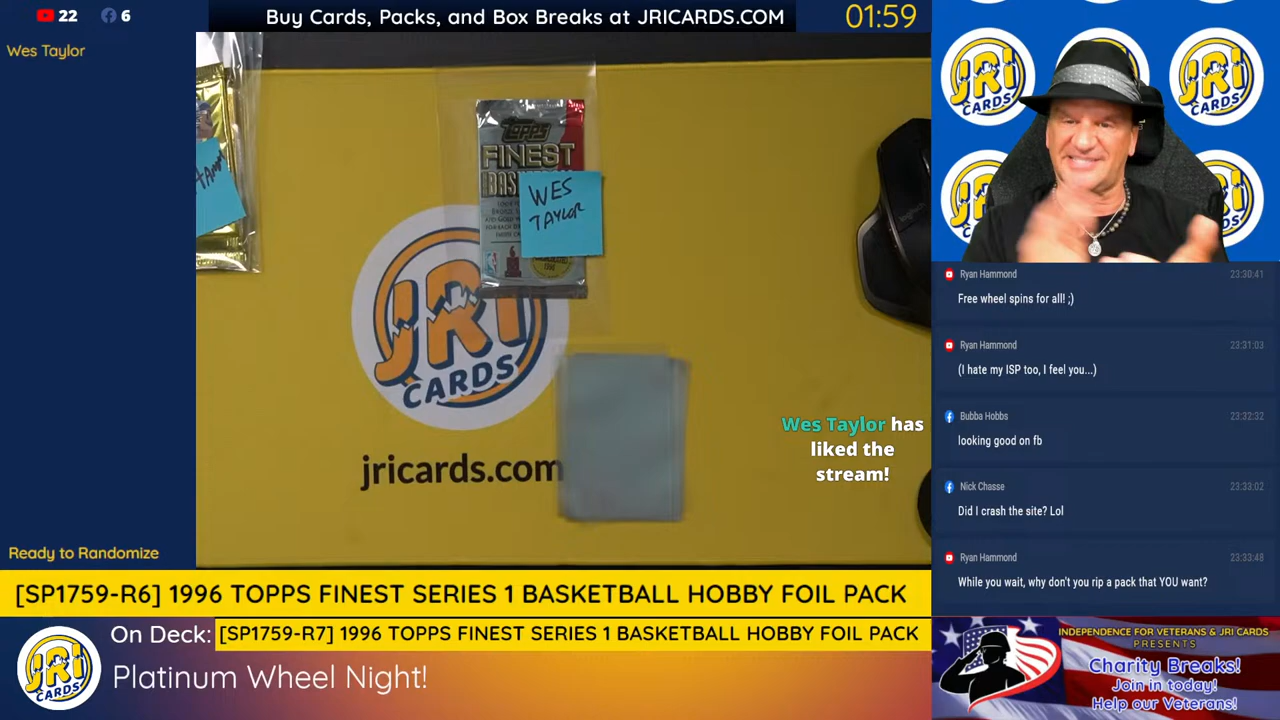 22
6
Buy Cards, Packs, and Box Breaks at JRICARDS.COM
01:59
Wes Taylor
TOPPS
FINEST
WES
TAYLOR
JRI
CARDS
jricards.com
Wes Taylor has
liked the
stream!
Ready to Randomize
JRI
CARDS
Ryan Hammond
23:30:41
Free wheel spins for all! ;)
Ryan Hammond
23:31:03
(I hate my ISP too, I feel you...)
Bubba Hobbs
23:32:32
looking good on fb
Nick Chasse
23:33:02
Did I crash the site? Lol
Ryan Hammond
23:33:48
While you wait, why don't you rip a pack that YOU want?
[SP1759-R6] 1996 TOPPS FINEST SERIES 1 BASKETBALL HOBBY FOIL PACK
On Deck: [SP1759-R7] 1996 TOPPS FINEST SERIES 1 BASKETBALL HOBBY FOIL PACK
JRI
CARDS
Platinum Wheel Night!
INDEPENDENCE FOR VETERANS & JRI CARDS
PRESENTS
Charity Breaks!
Join in today!
Help our Veterans!